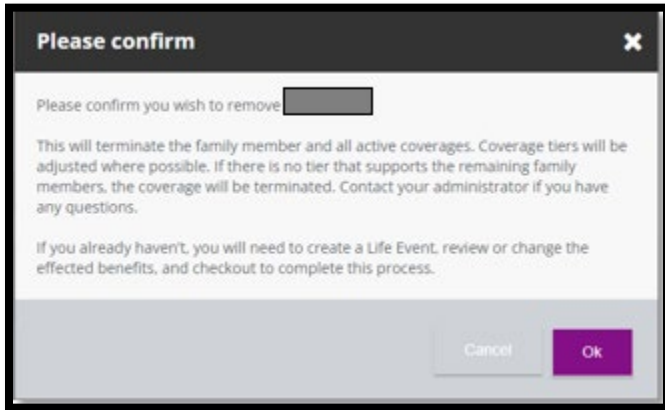 Please confirm
Please confirm you wish to remove
This will terminate the family member and all active coverages. Coverage tiers will be
adjusted where possible. If there is no tier that supports the remaining family
members, the coverage will be terminated. Contact your administrator if you have
any questions.
If you already haven't, you will need to create a Life Event, review or change the
effected benefits, and checkout to complete this process.
Cancel Ok